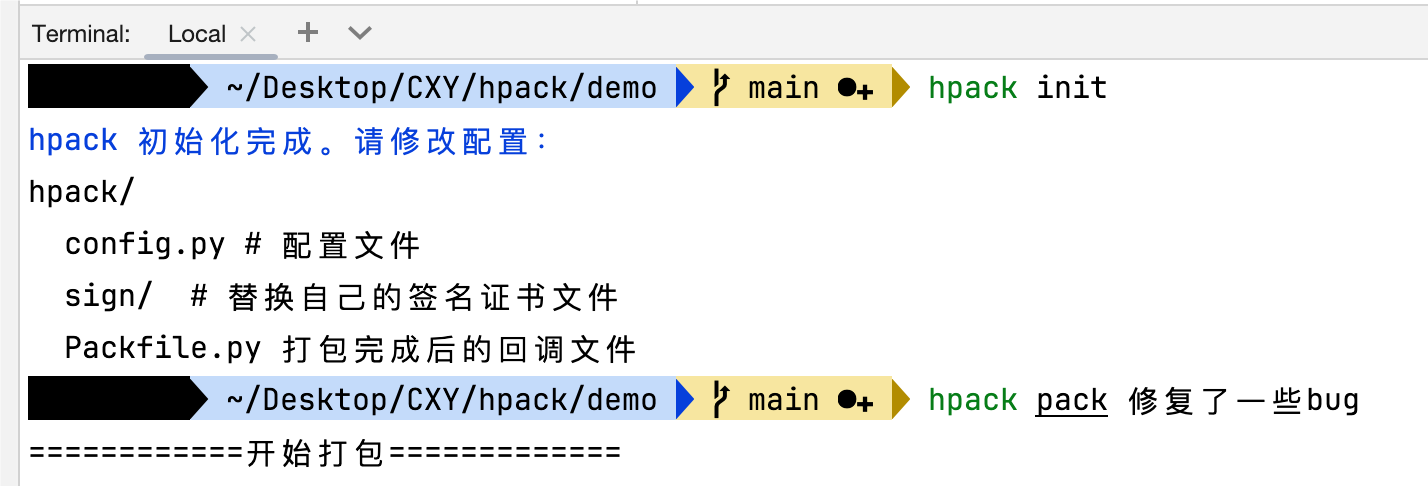 Terminal: Local
~/Desktop/CXY/hpack/demo main hpack init
hpack 初始化完成。请修改配置：
hpack/
config.py # 配置文件
sign/ # 替换自己的签名证书文件
Packfile.py 打包完成后的回调文件
~/Desktop/CXY/hpack/demo main hpack pack 修复了一些bug
============开始打包=============